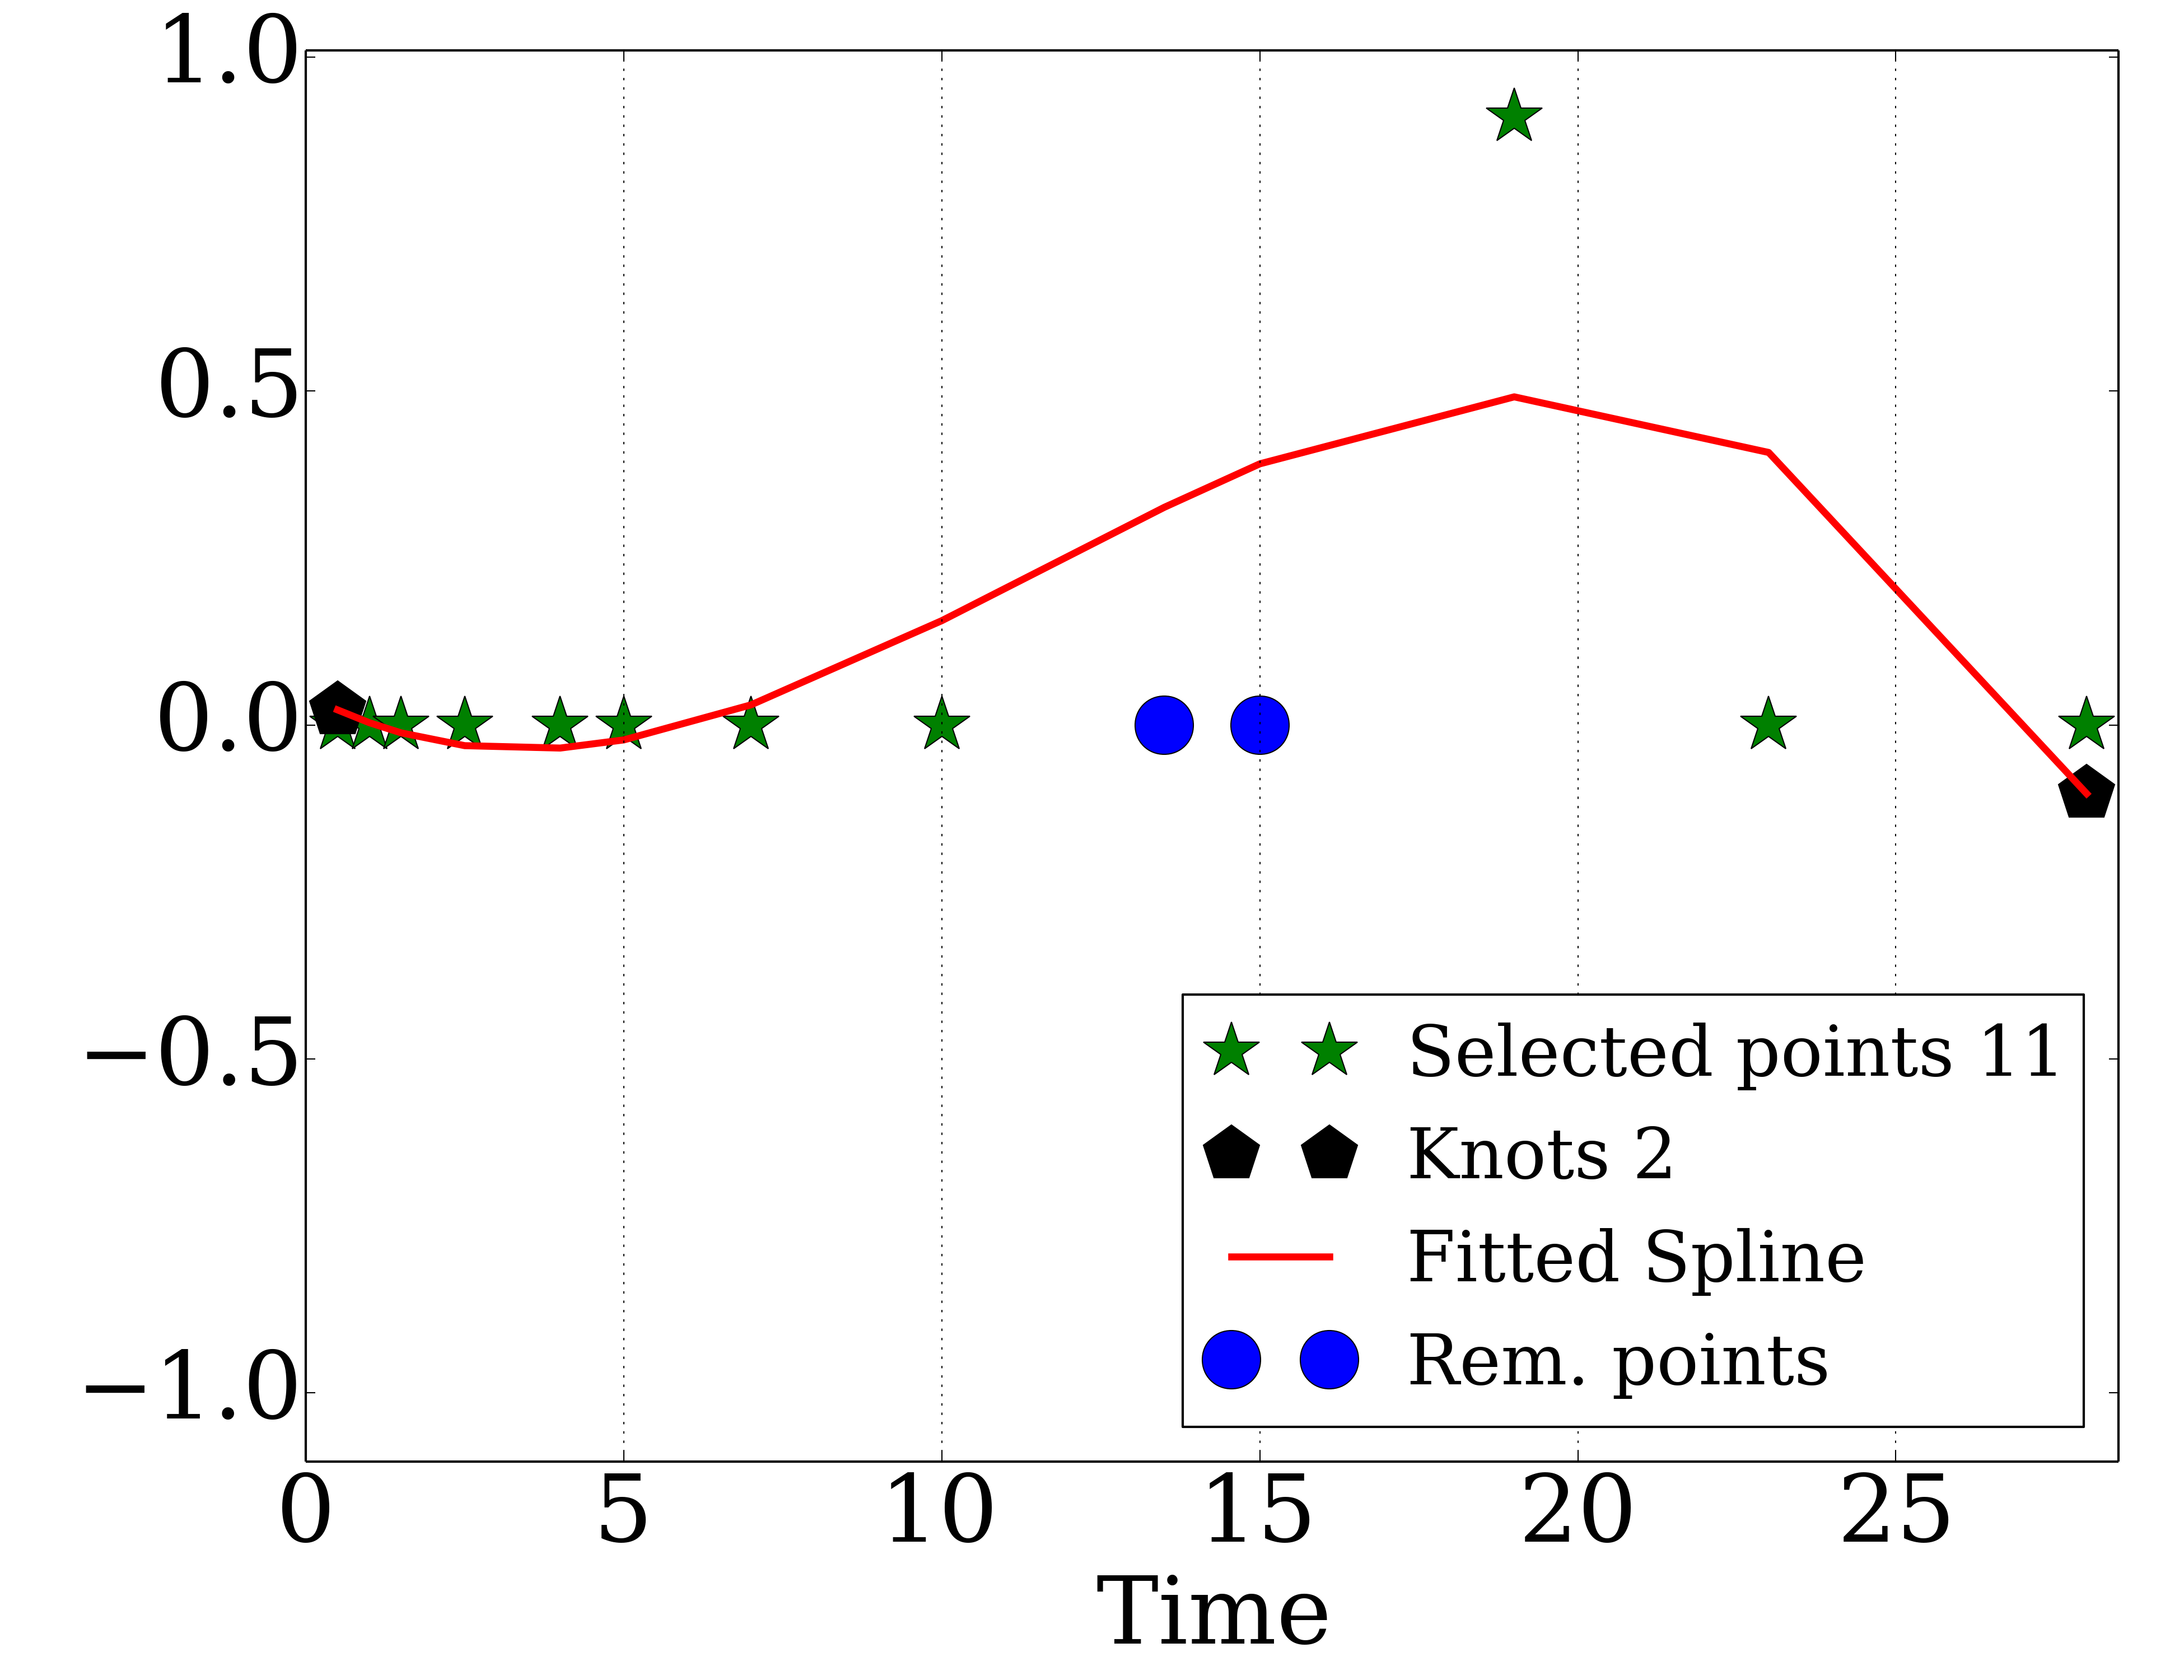 1.0
0.5
0.0
−0.5
−1.0
0 5 10 15 20 25
Time
Selected points 11
Knots 2
Fitted Spline
Rem. points